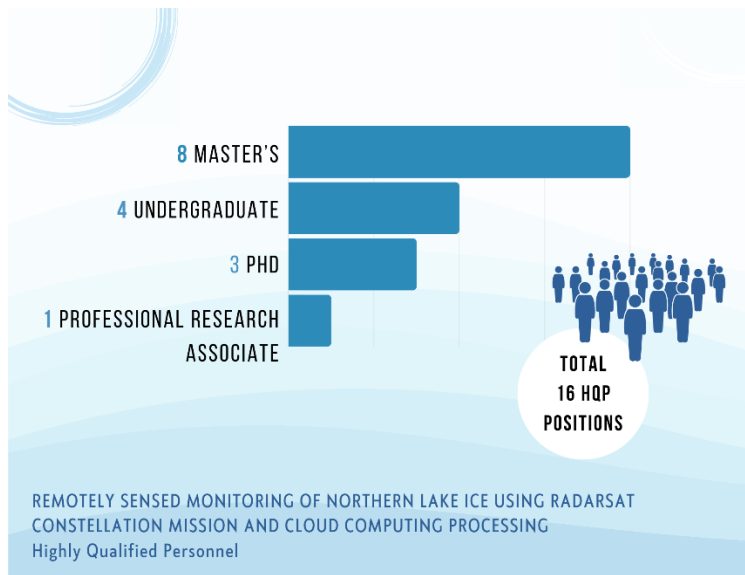 8 MASTER'S
4 UNDERGRADUATE
3 PHD
1 PROFESSIONAL RESEARCH
ASSOCIATE
TOTAL
16 HQP
POSITIONS
REMOTELY SENSED MONITORING OF NORTHERN LAKE ICE USING RADARSAT
CONSTELLATION MISSION AND CLOUD COMPUTING PROCESSING
Highly Qualified Personnel